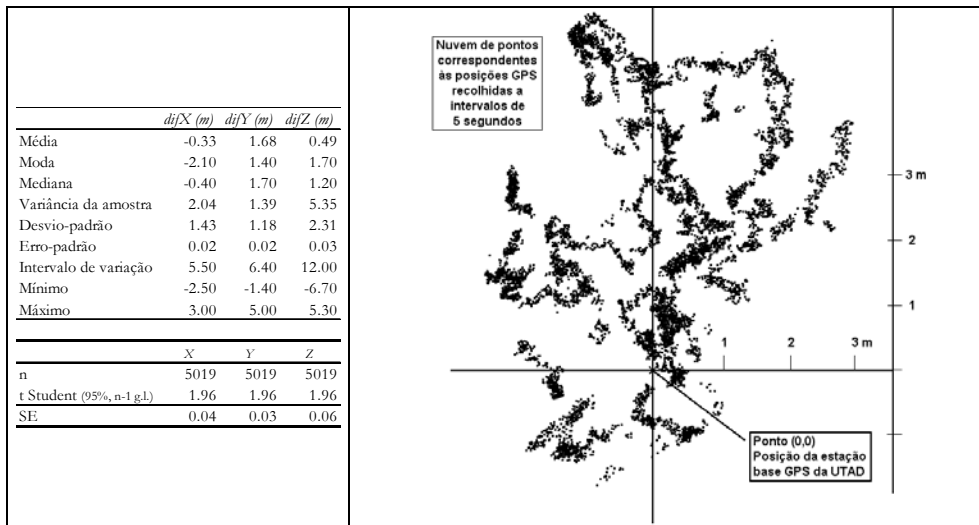 difX (m) difY (m) difZ (m)
Média -0.33 1.68 0.49
Moda -2.10 1.40 1.70
Mediana -0.40 1.70 1.20
Variância da amostra 2.04 1.39 5.35
Desvio-padrão 1.43 1.18 2.31
Erro-padrão 0.02 0.02 0.03
Intervalo de variação 5.50 6.40 12.00
Mínimo -2.50 -1.40 -6.70
Máximo 3.00 5.00 5.30
X Y Z
n 5019 5019 5019
t Student (95%, n-1 g.l.) 1.96 1.96 1.96
SE 0.04 0.03 0.06
Nuvem de pontos
correspondentes
às posições GPS
recolhidas a
intervalos de
5 segundos
3 m
2
1
1 2 3 m
Ponto (0,0)
Posição da estação
base GPS da UTAD